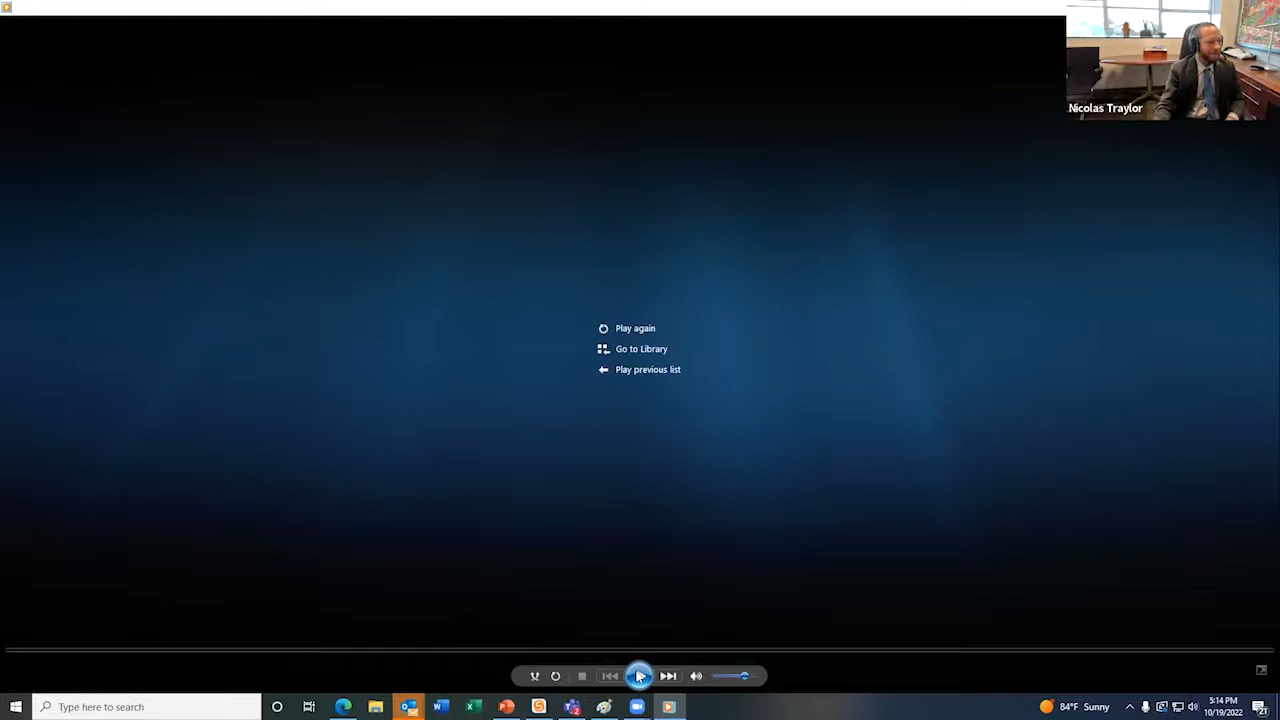 Nicolas Traylor
Play again
Go to Library
Play previous list
Type here to search
84°F Sunny
5:14 PM
10/19/2022